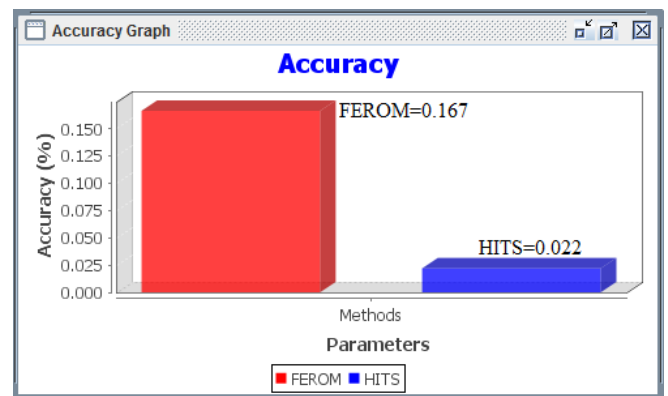 Accuracy Graph
Accuracy
FEROM=0.167
HITS=0.022
Accuracy (%)
0.150
0.125
0.100
0.075
0.050
0.025
0.000
Methods
Parameters
FEROM HITS